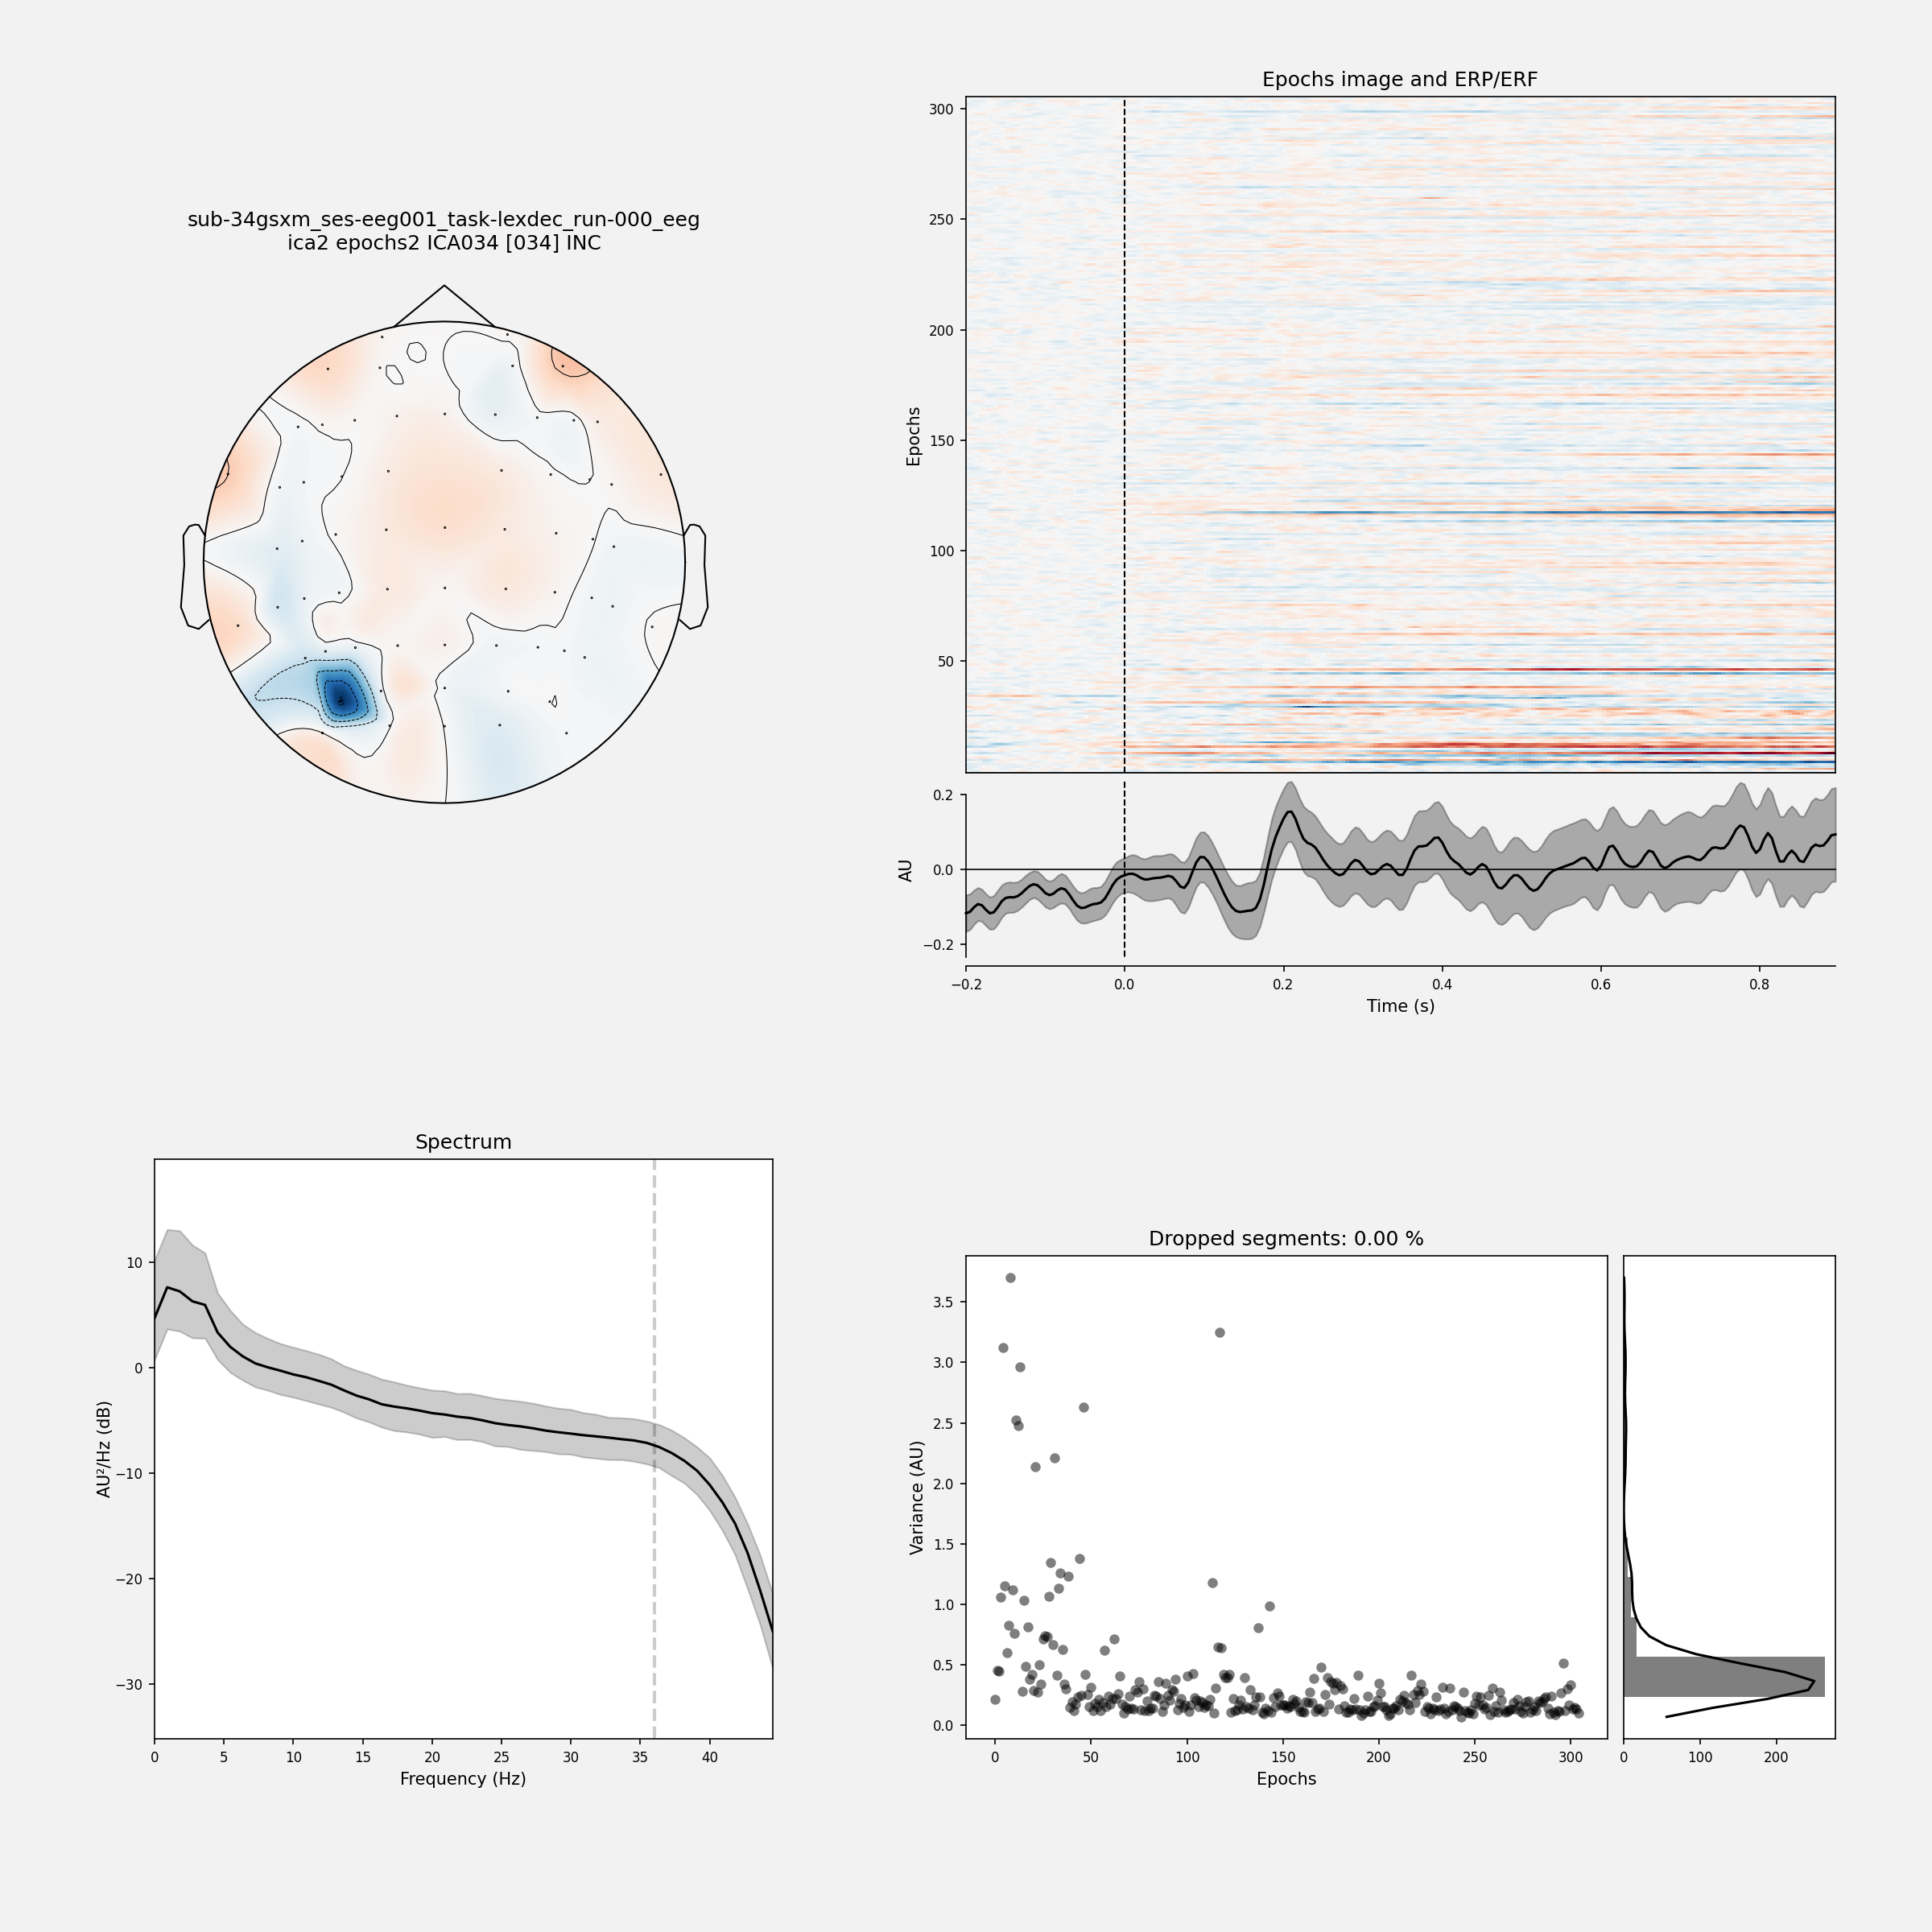 sub-34gsxm_ses-eeg001_task-lexdec_run-000_eeg
ica2 epochs2 ICA034 [034] INC
Epochs image and ERP/ERF
300
250
200
150
100
50
Epochs
0.2
0.0
−0.2
AU
−0.2 0.0 0.2 0.4 0.6 0.8
Time (s)
Spectrum
10
0
−10
−20
−30
AU²/Hz (dB)
0 5 10 15 20 25 30 35 40
Frequency (Hz)
Dropped segments: 0.00 %
3.5
3.0
2.5
2.0
1.5
1.0
0.5
0.0
Variance (AU)
0 50 100 150 200 250 300
Epochs
0 100 200